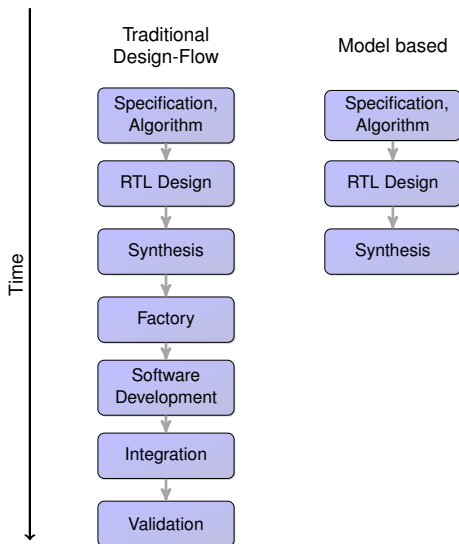 Traditional
Design-Flow
Model based
Specification,
Algorithm
RTL Design
Synthesis
Factory
Software
Development
Integration
Validation
Specification,
Algorithm
RTL Design
Synthesis
Time